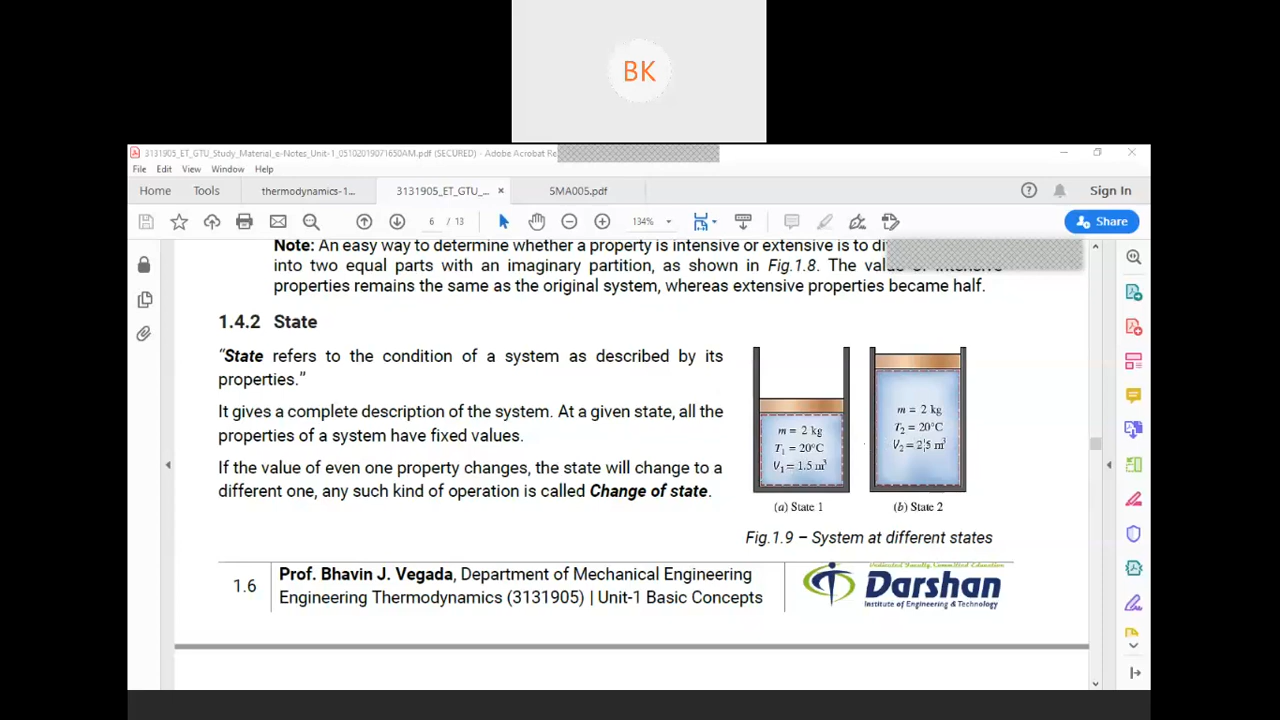 BK
3131905_ET_GTU_Study_Material_e-Notes_Unit-1_05102019071650AM.pdf (SECURED) - Adobe Acrobat Re
File Edit View Window Help
Home Tools thermodynamics-1... 3131905_ET_GTU_... × 5MA005.pdf Sign In
6 / 13 134% Share
Note: An easy way to determine whether a property is intensive or extensive is to
into two equal parts with an imaginary partition, as shown in Fig.1.8. The value of intensive
properties remains the same as the original system, whereas extensive properties became half.
1.4.2 State
“State refers to the condition of a system as described by its
properties.”
It gives a complete description of the system. At a given state, all the
properties of a system have fixed values.
If the value of even one property changes, the state will change to a
different one, any such kind of operation is called Change of state.
m = 2 kg
T₁ = 20°C
V₁ = 1.5 m³
(a) State 1
m = 2 kg
T₂ = 20°C
V₂ = 2.5 m³
(b) State 2
Fig.1.9 – System at different states
1.6
Prof. Bhavin J. Vegada, Department of Mechanical Engineering
Engineering Thermodynamics (3131905) | Unit-1 Basic Concepts
Dedicated Faculty, Committed Education
Darshan
Institute of Engineering & Technology